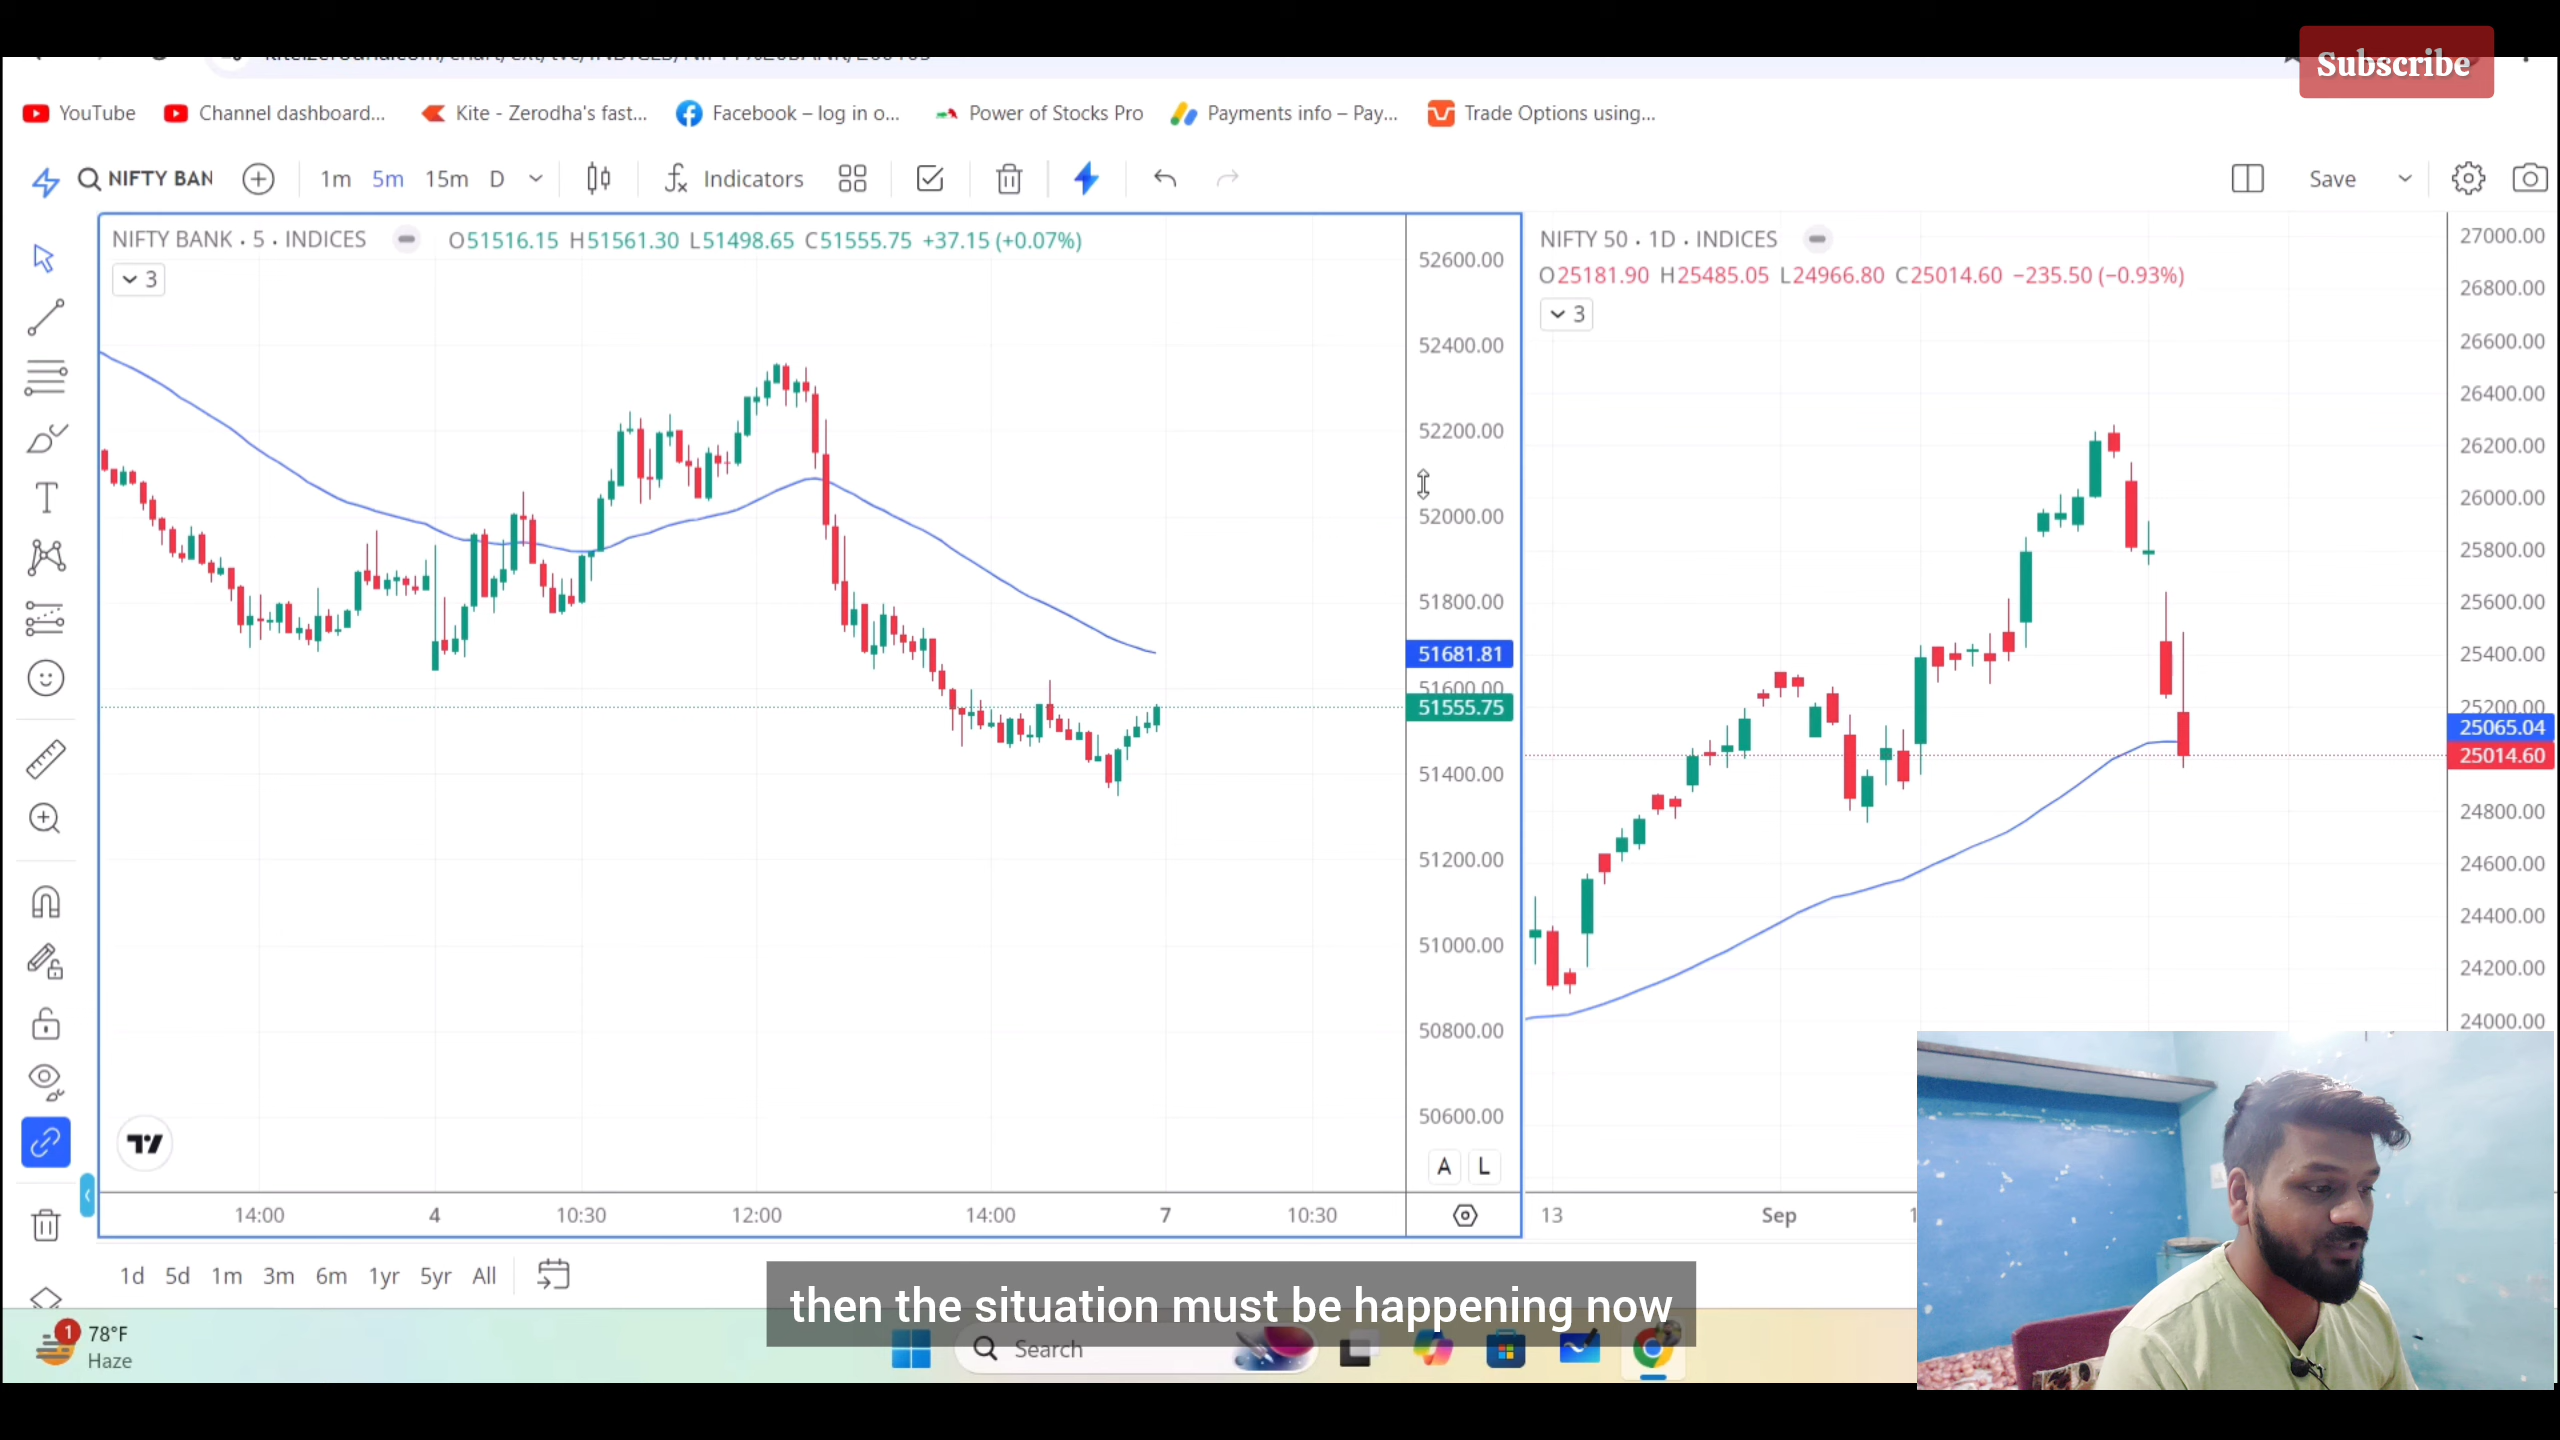 Subscribe
YouTube Channel dashboard... Kite - Zerodha's fast... Facebook – log in o... Power of Stocks Pro Payments info – Pay... Trade Options using...
NIFTY BAN 1m 5m 15m D Indicators Save
NIFTY BANK · 5 · INDICES O51516.15 H51561.30 L51498.65 C51555.75 +37.15 (+0.07%)
3
52600.00
52400.00
52200.00
52000.00
51800.00
51681.81
51600.00
51555.75
51400.00
51200.00
51000.00
50800.00
50600.00
A L
14:00 4 10:30 12:00 14:00 7 10:30
NIFTY 50 · 1D · INDICES
O25181.90 H25485.05 L24966.80 C25014.60 −235.50 (−0.93%)
3
27000.00
26800.00
26600.00
26400.00
26200.00
26000.00
25800.00
25600.00
25400.00
25200.00
25065.04
25014.60
24800.00
24600.00
24400.00
24200.00
24000.00
13 Sep
1d 5d 1m 3m 6m 1yr 5yr All
then the situation must be happening now
1 78°F
Haze
Search